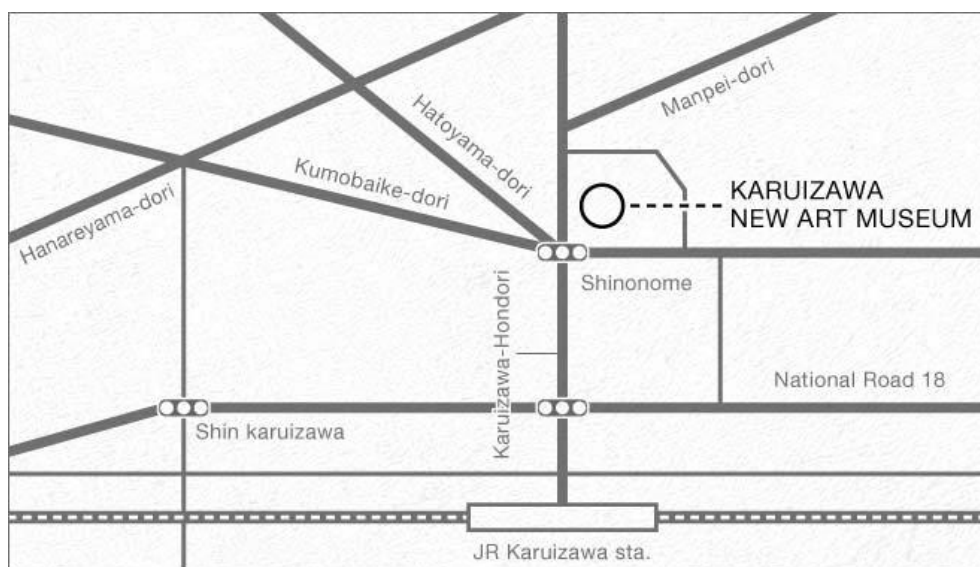 Manpei-dori
Hatoyama-dori
Kumobaike-dori
Hanareyama-dori
KARUIZAWA
NEW ART MUSEUM
Shinonome
Karuizawa-Hondori
National Road 18
Shin karuizawa
JR Karuizawa sta.